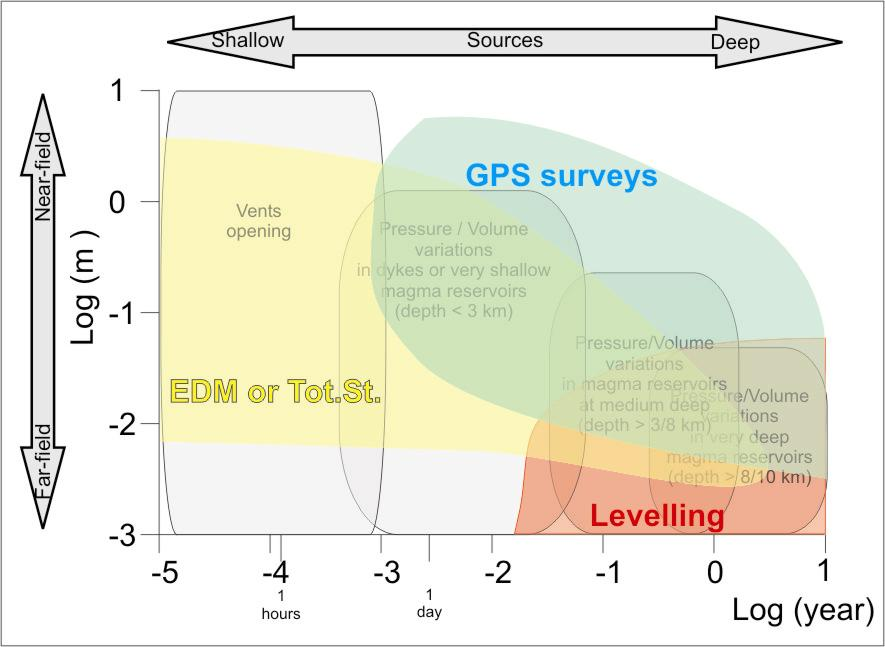 Shallow Sources Deep
Near-field
Far-field
Log (m )
1
0
-1
-2
-3
GPS surveys
Vents
opening
Pressure / Volume
variations
in dykes or very shallow
magma reservoirs
(depth < 3 km)
Pressure/Volume
variations
in magma reservoirs
at medium deep
(depth > 3/8 km)
Pressure/Volume
variations
in very deep
magma reservoirs
(depth > 8/10 km)
EDM or Tot.St.
Levelling
-5 -4 -3 -2 -1 0 1
1
hours
1
day
Log (year)